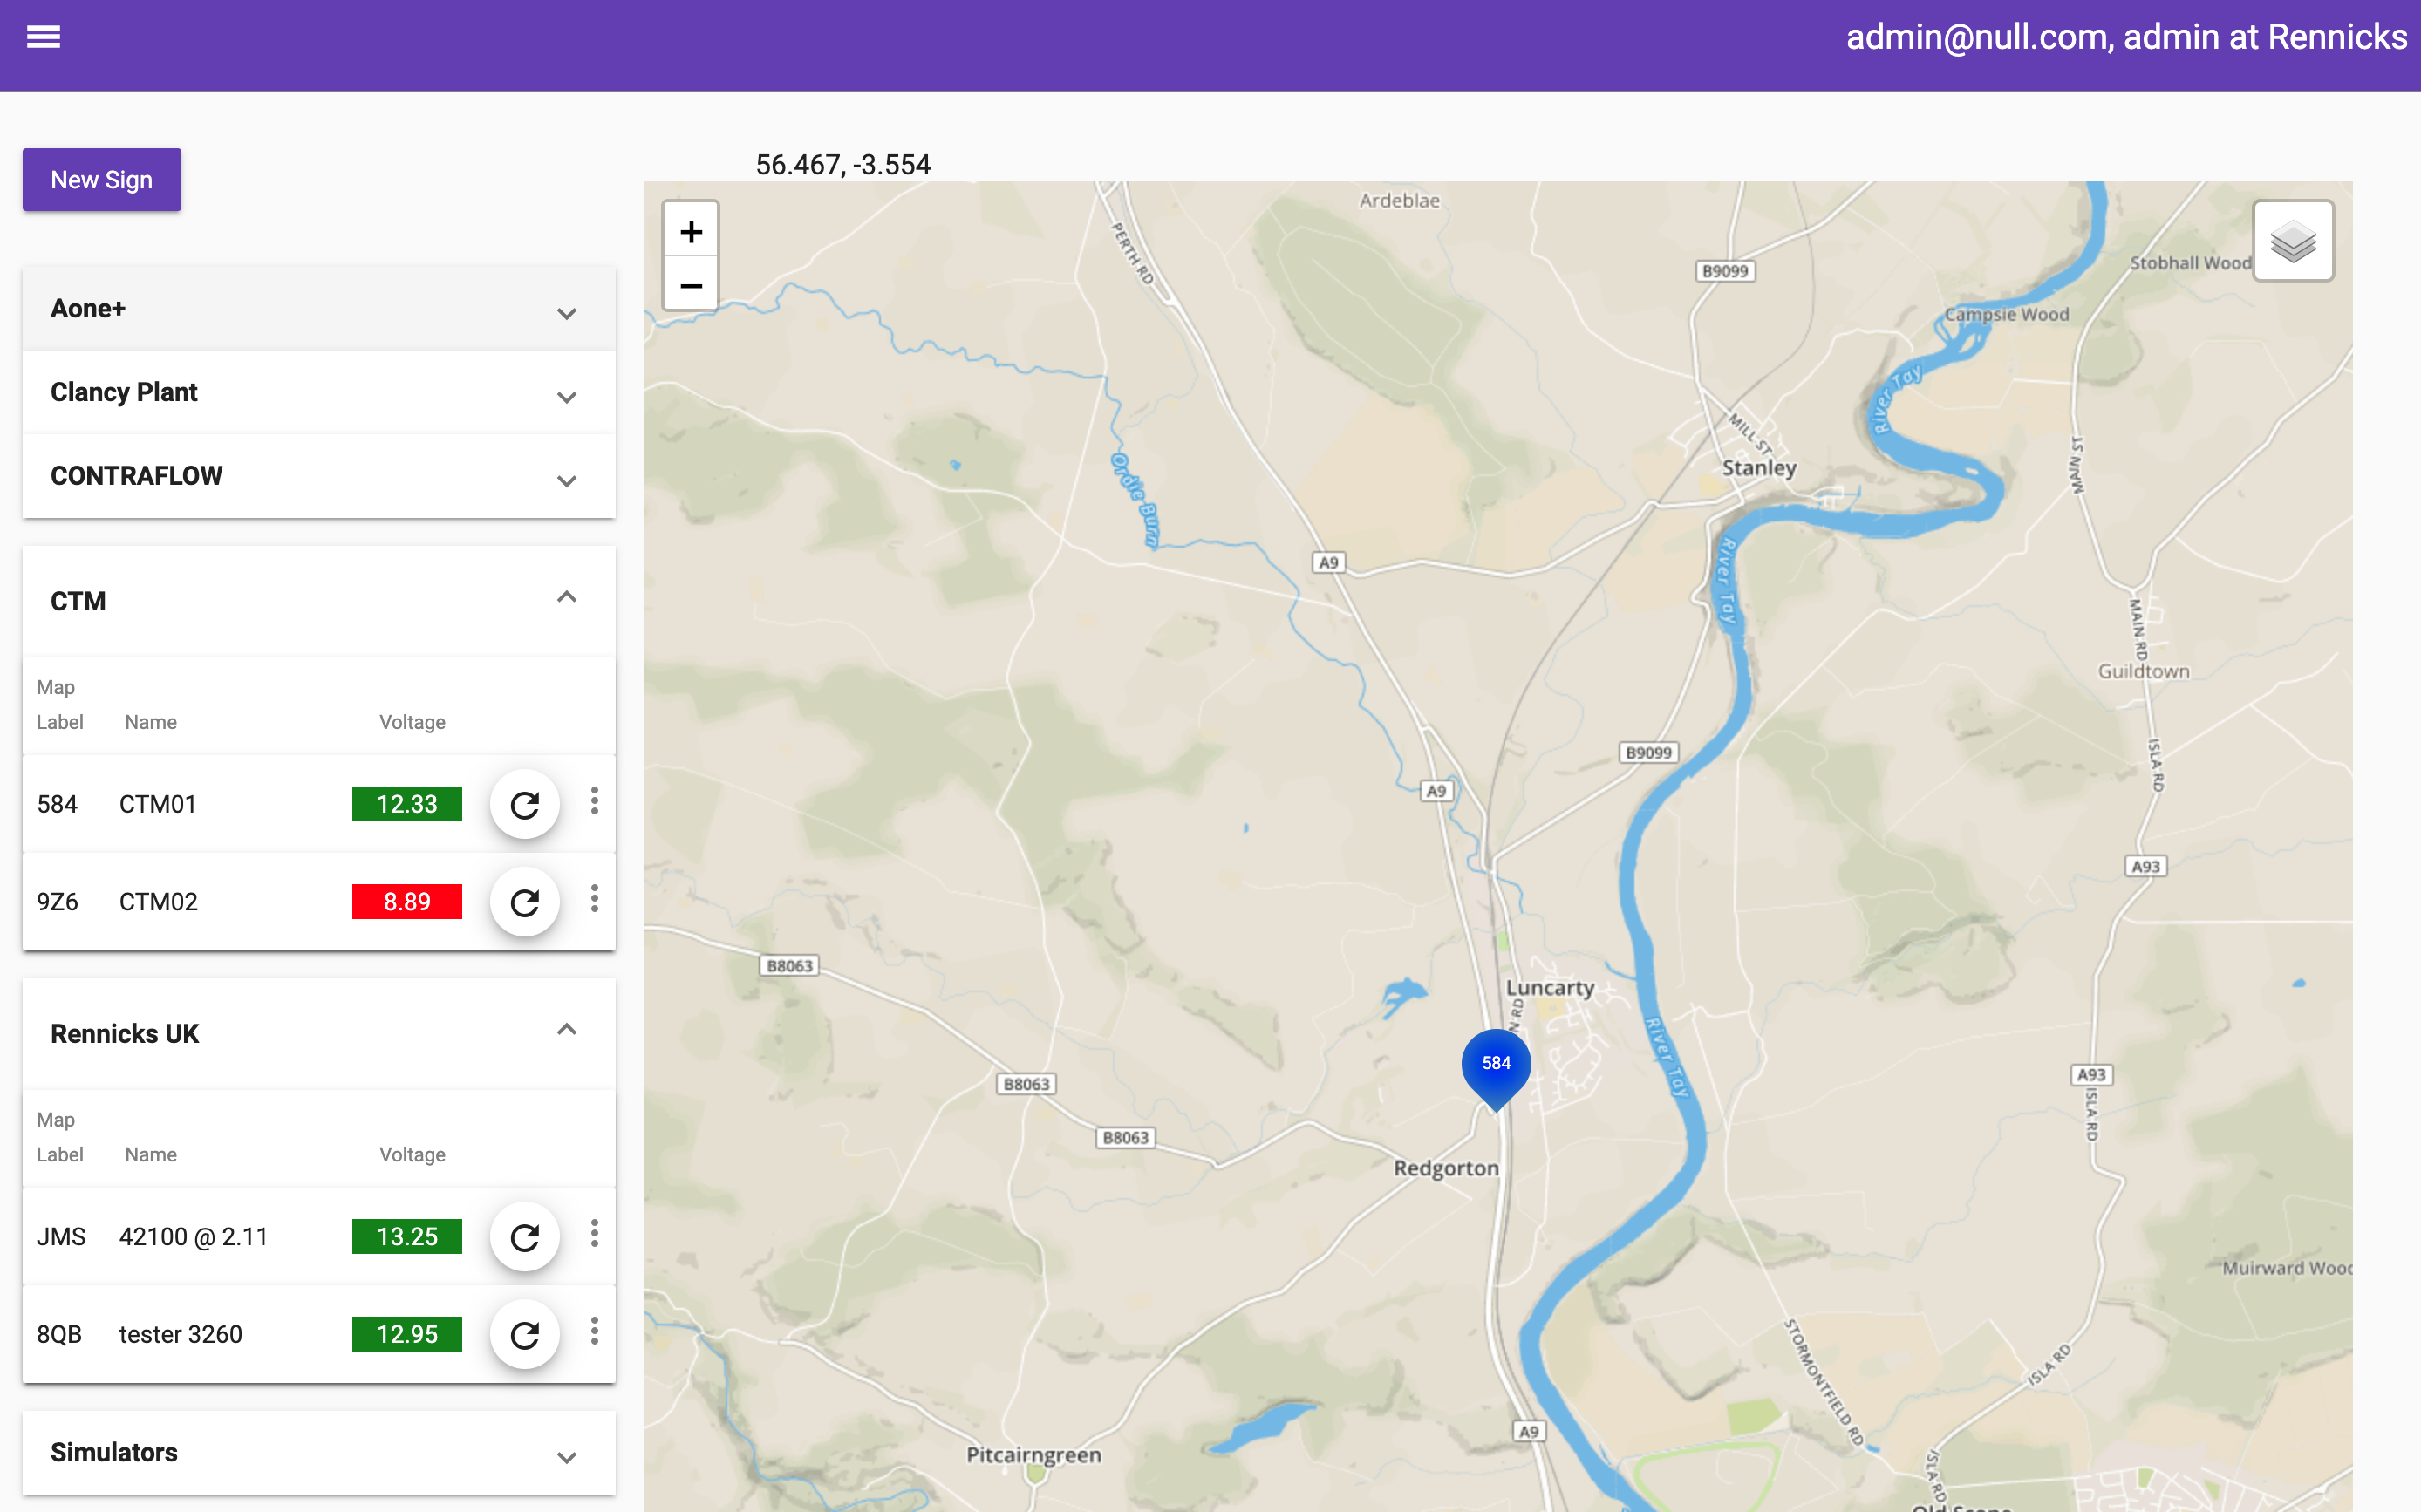 admin@null.com, admin at Rennicks
New Sign
56.467, -3.554
Aone+
Clancy Plant
CONTRAFLOW
CTM
Map
Label Name Voltage
584 CTM01 12.33
9Z6 CTM02 8.89
Rennicks UK
Map
Label Name Voltage
JMS 42100 @ 2.11 13.25
8QB tester 3260 12.95
Simulators
+
−
Ardeblae
PERTH RD
B9099
Stobhall Wood
Campsie Wood
River Tay
MILL ST
Stanley
MAIN ST
Ordie Burn
A9
River Tay
MAIN RD
Guildtown
B9099
ISLA RD
A9
A93
B8063
Luncarty
N RD
River Tay
584
B8063
A93
ISLA RD
B8063
Redgorton
Muirward Wood
STORMONTFIELD RD
ISLA RD
A9
Pitcairngreen
ISLA RD